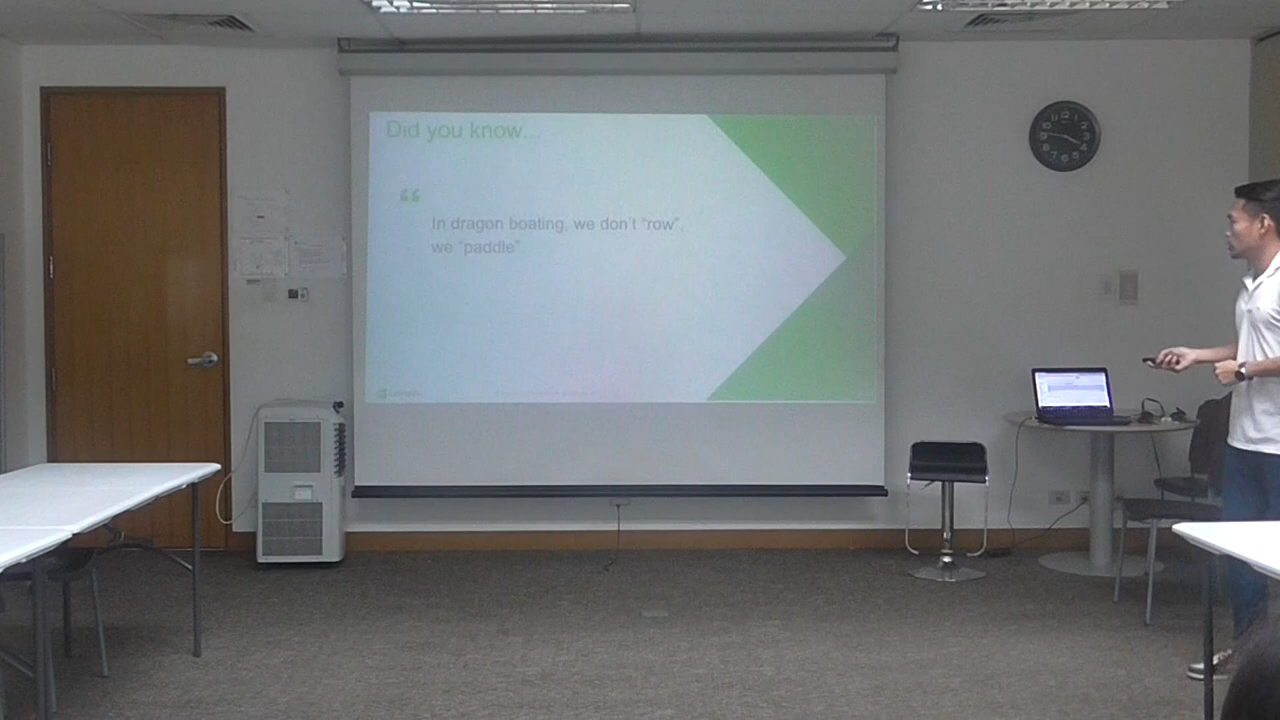 Did you know...
“
In dragon boating, we don't "row",
we "paddle".